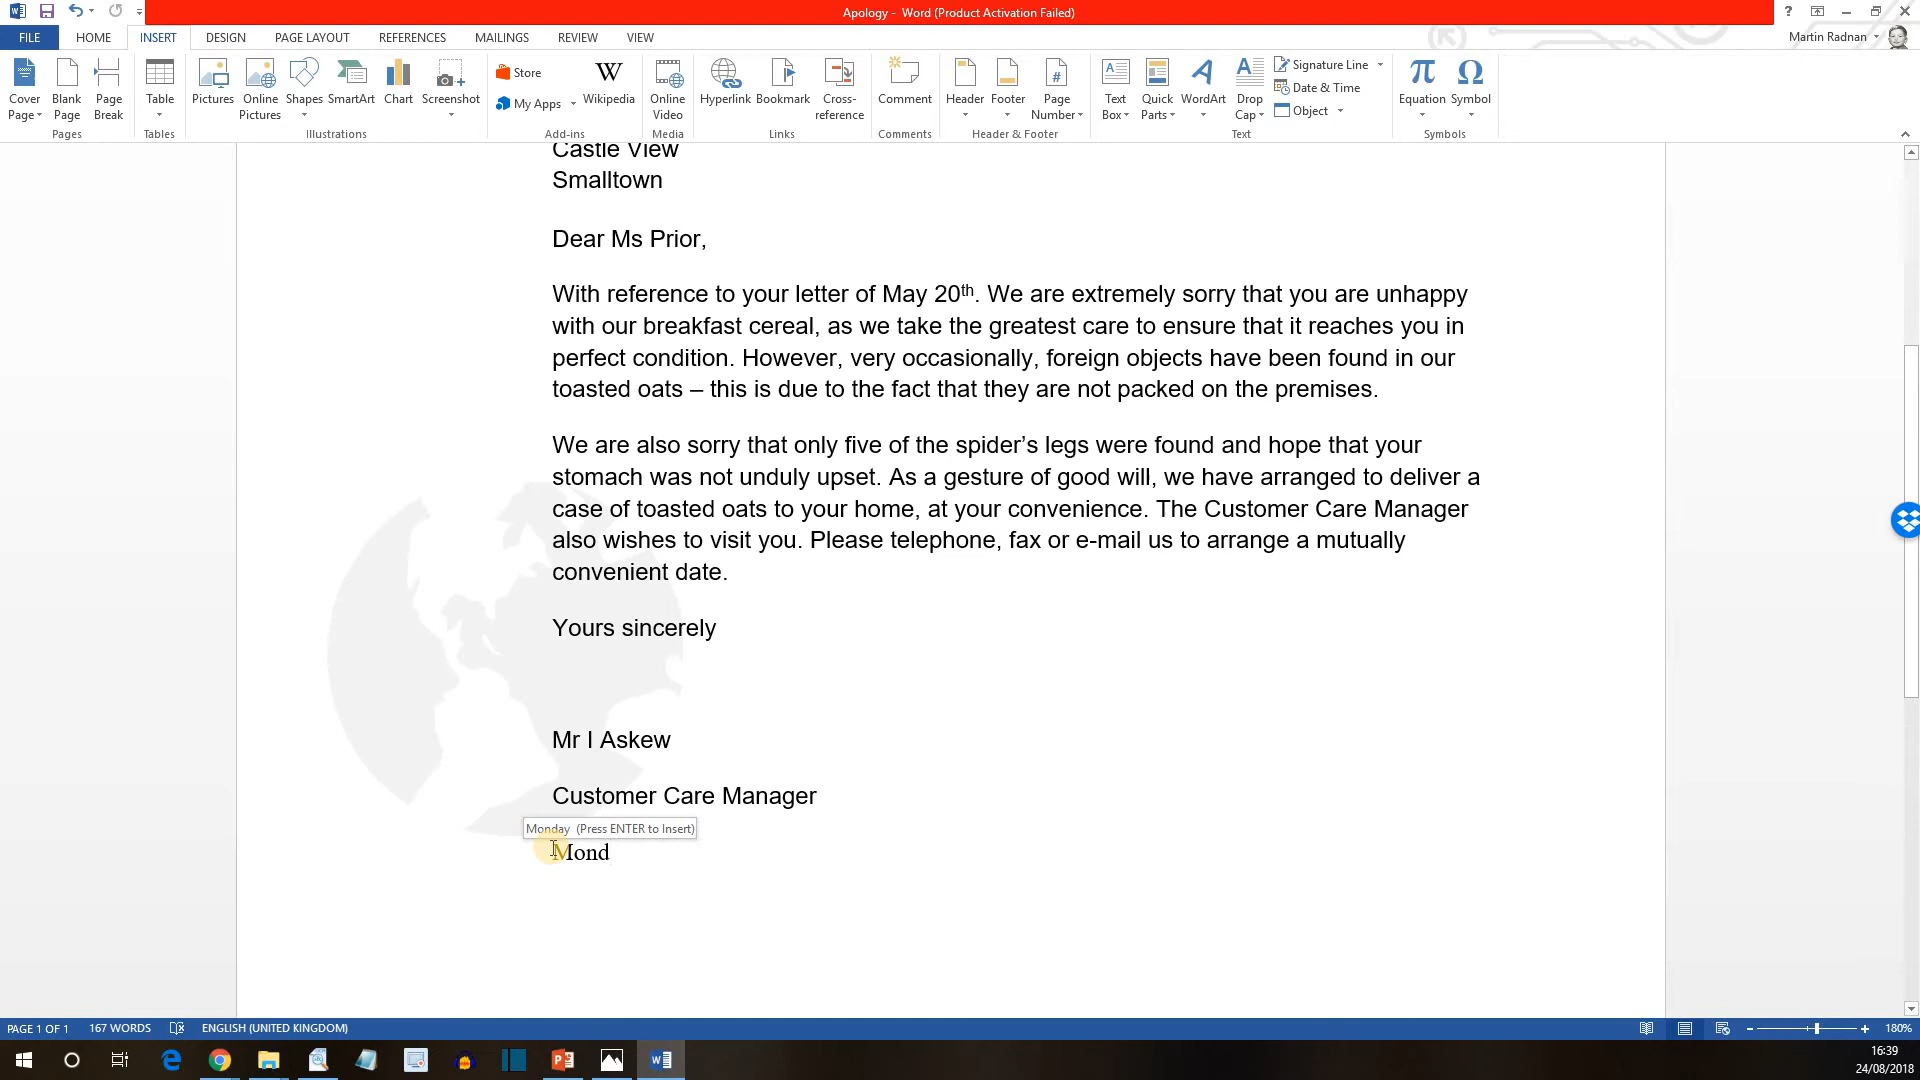 Apology - Word (Product Activation Failed)
FILE HOME INSERT DESIGN PAGE LAYOUT REFERENCES MAILINGS REVIEW VIEW Martin Radnan
Cover Page Blank Page Page Break Table Pictures Online Pictures Shapes SmartArt Chart Screenshot Store My Apps Wikipedia Online Video Hyperlink Bookmark Cross-reference Comment Header Footer Page Number Text Box Quick Parts WordArt Drop Cap Signature Line Date & Time Object Equation Symbol
Pages Tables Illustrations Add-ins Media Links Comments Header & Footer Text Symbols
Castle View
Smalltown
Dear Ms Prior,
With reference to your letter of May 20th. We are extremely sorry that you are unhappy
with our breakfast cereal, as we take the greatest care to ensure that it reaches you in
perfect condition. However, very occasionally, foreign objects have been found in our
toasted oats – this is due to the fact that they are not packed on the premises.
We are also sorry that only five of the spider’s legs were found and hope that your
stomach was not unduly upset. As a gesture of good will, we have arranged to deliver a
case of toasted oats to your home, at your convenience. The Customer Care Manager
also wishes to visit you. Please telephone, fax or e-mail us to arrange a mutually
convenient date.
Yours sincerely
Mr I Askew
Customer Care Manager
Monday (Press ENTER to Insert)
Mond
PAGE 1 OF 1 167 WORDS ENGLISH (UNITED KINGDOM) 180%
16:39
24/08/2018